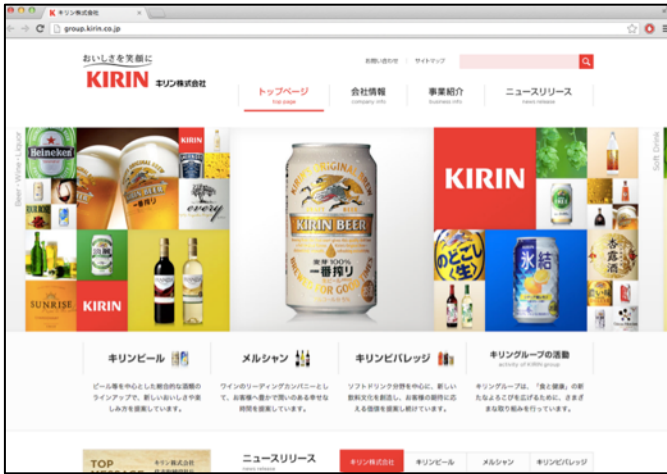 キリン株式会社
group.kirin.co.jp
おいしさを笑顔に
KIRIN キリン株式会社
お問い合わせ サイトマップ
トップページ 会社情報 事業紹介 ニュースリリース
top page company info business info news release
Beer・Wine・Liquor
Soft Drink
Heineken
KIRIN
every
KIRIN
SUNRISE
KIRIN BEER
麦芽100%
一番搾り
KIRIN
のどごし
〈生〉
氷結
杏露酒
キリンビール
メルシャン
キリンビバレッジ
キリングループの活動
activity of KIRIN group
ビール等を中心とした総合的な酒類の
ラインアップで、新しいおいしさや楽
しみ方を提案しています。
ワインのリーディングカンパニーとし
て、お客様へ豊かで潤いのある幸せな
時間を提案しています。
ソフトドリンク分野を中心に、新しい
飲料文化を創造し、お客様の期待に応
える価値を提案し続けています。
キリングループは、「食と健康」の新
たなよろこびを広げるために、さまざ
まな取り組みを行っています。
TOP
キリン株式会社
ニュースリリース
news release
キリン株式会社 キリンビール メルシャン キリンビバレッジ